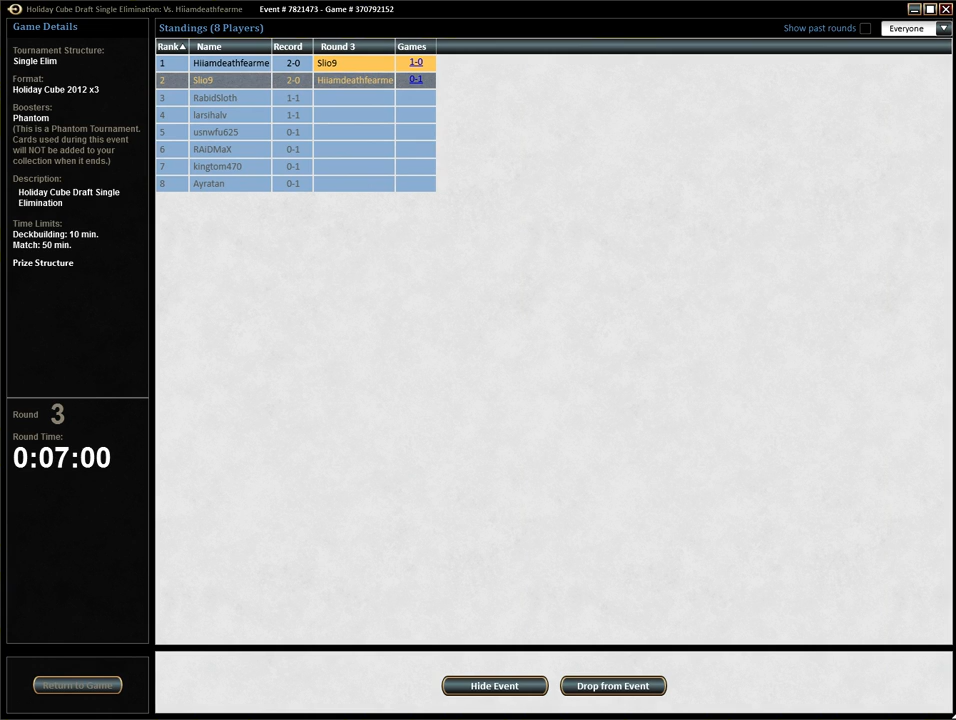 Holiday Cube Draft Single Elimination: Vs. Hiiamdeathfearme Event # 7821473 - Game # 370792152
Game Details
Tournament Structure:
Single Elim
Format:
Holiday Cube 2012 x3
Boosters:
Phantom
(This is a Phantom Tournament.
Cards used during this event
will NOT be added to your
collection when it ends.)
Description:
Holiday Cube Draft Single
Elimination
Time Limits:
Deckbuilding: 10 min.
Match: 50 min.
Prize Structure
Round 3
Round Time:
0:07:00
Return to Game
Standings (8 Players) Show past rounds Everyone
Rank Name Record Round 3 Games
1 Hiiamdeathfearme 2-0 Slio9 1-0
2 Slio9 2-0 Hiiamdeathfearme 0-1
3 RabidSloth 1-1
4 larsihalv 1-1
5 usnwfu625 0-1
6 RAiDMaX 0-1
7 kingtom470 0-1
8 Ayratan 0-1
Hide Event Drop from Event